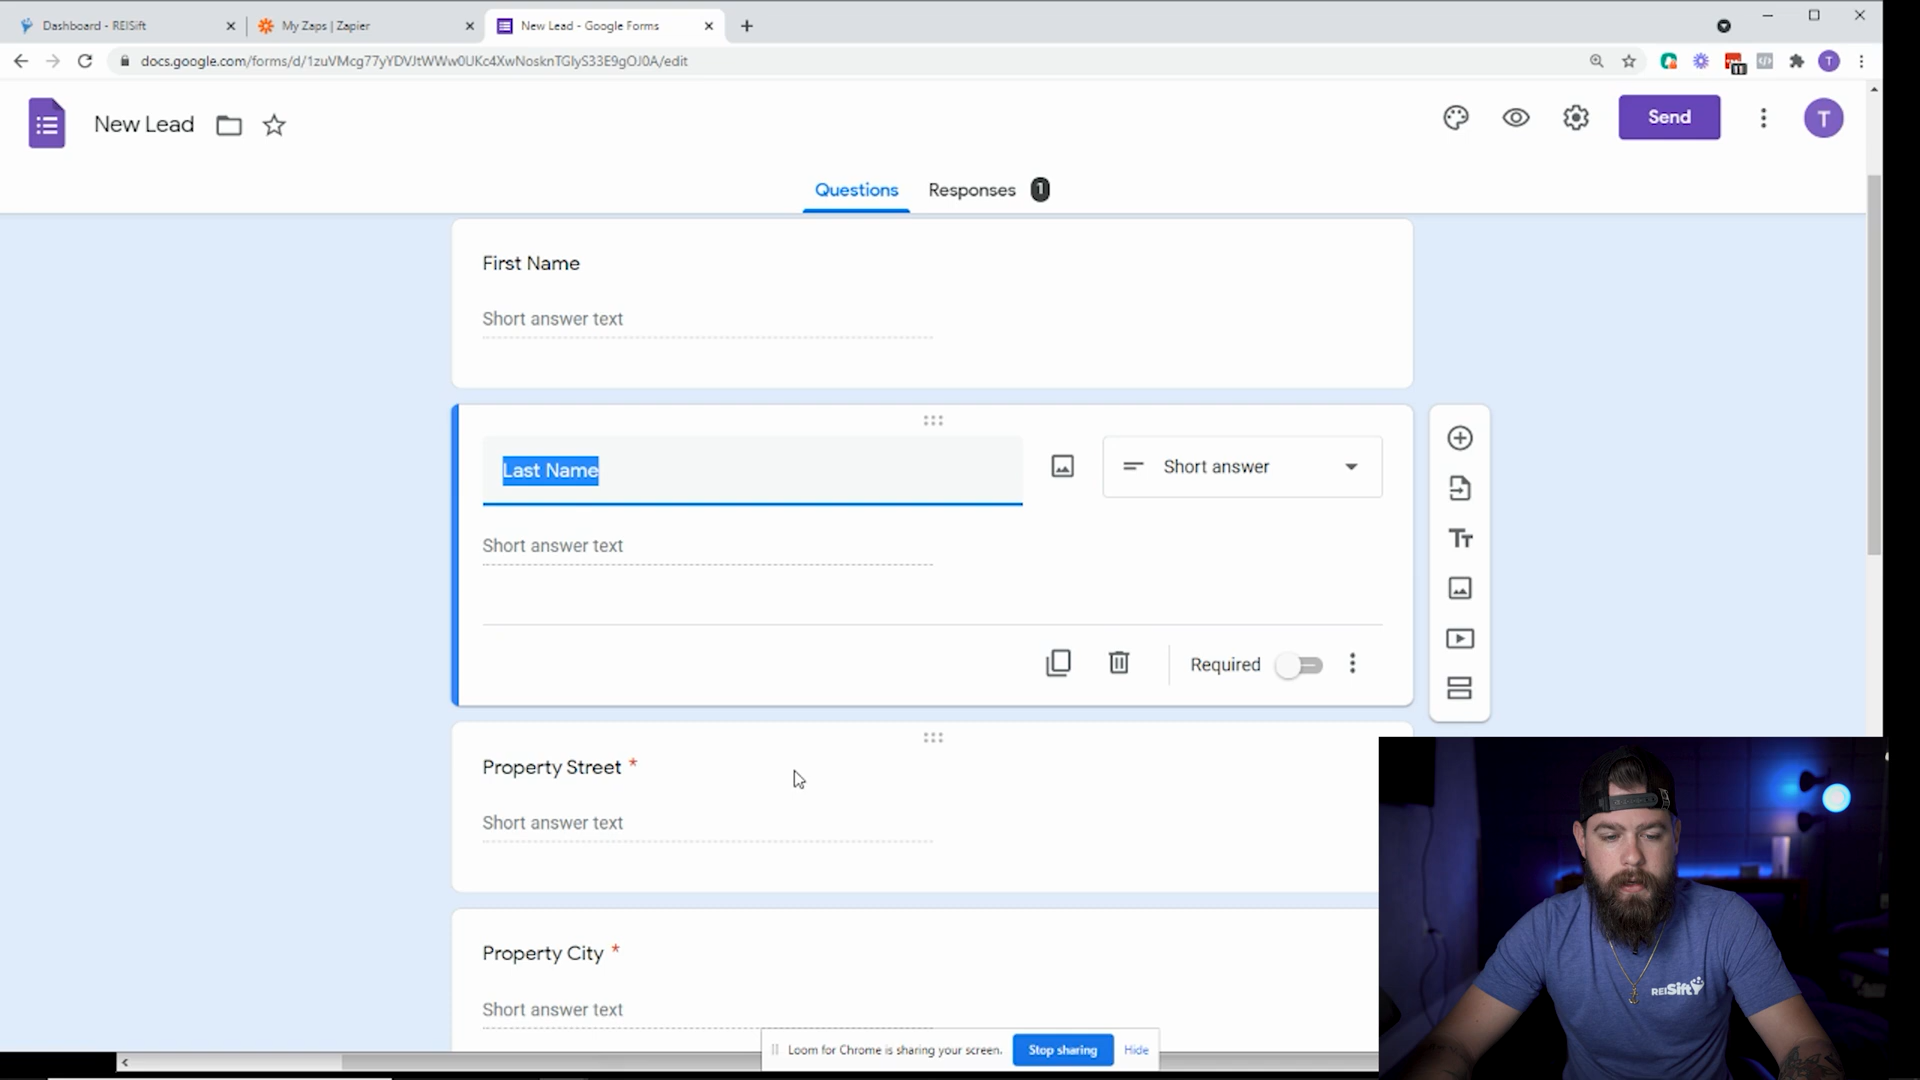 Dashboard - REISift
My Zaps | Zapier
New Lead - Google Forms
docs.google.com/forms/d/1zuVMcg77yYDVJtWWw0UKc4XwNosknTGIyS33E9gOJ0A/edit
T
New Lead
Send
T
Questions
Responses 1
First Name
Short answer text
Last Name
Short answer
Short answer text
Required
Property Street *
Short answer text
Property City *
Short answer text
REISift
Loom for Chrome is sharing your screen.
Stop sharing
Hide